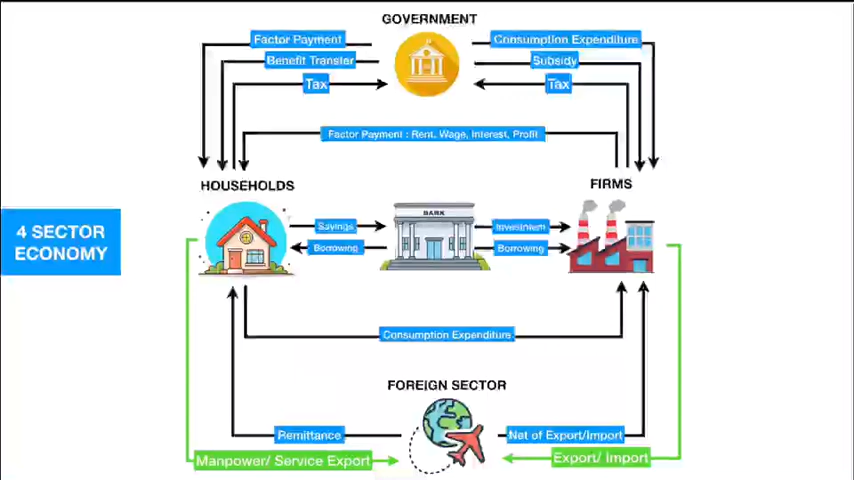 GOVERNMENT
Factor Payment
Consumption Expenditure
Benefit Transfer
Subsidy
Tax
Tax
Factor Payment : Rent, Wage, Interest, Profit
HOUSEHOLDS
FIRMS
4 SECTOR
ECONOMY
BANK
Savings
Investment
Borrowing
Borrowing
Consumption Expenditure
FOREIGN SECTOR
Remittance
Net of Export/Import
Manpower/ Service Export
Export/ Import